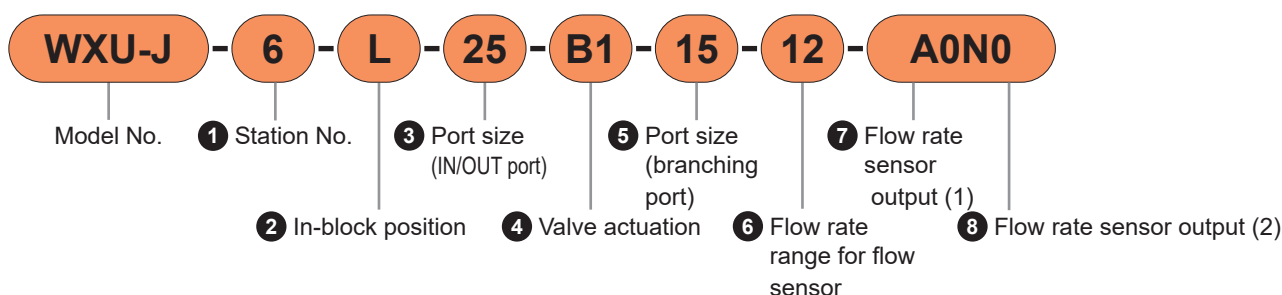 WXU-J - 6 - L - 25 - B1 - 15 - 12 - A0N0
Model No.
1 Station No.
3 Port size
(IN/OUT port)
5 Port size
(branching
port)
7 Flow rate
sensor
output (1)
2 In-block position
4 Valve actuation
6 Flow rate
range for flow
sensor
8 Flow rate sensor output (2)